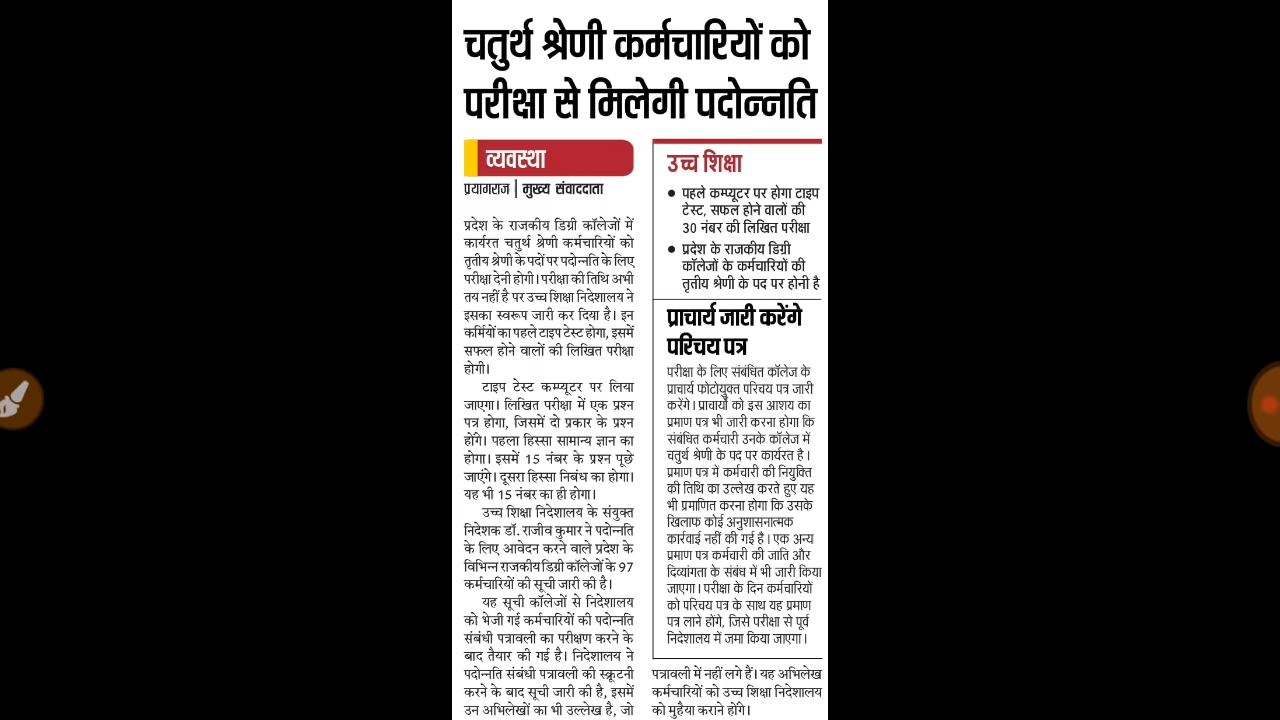 चतुर्थ श्रेणी कर्मचारियों को
परीक्षा से मिलेगी पदोन्नति
व्यवस्था
प्रयागराज | मुख्य संवाददाता
प्रदेश के राजकीय डिग्री कॉलेजों में
कार्यरत चतुर्थ श्रेणी कर्मचारियों को
तृतीय श्रेणी के पदों पर पदोन्नति के लिए
परीक्षा देनी होगी। परीक्षा की तिथि अभी
तय नहीं है पर उच्च शिक्षा निदेशालय ने
इसका स्वरूप जारी कर दिया है। इन
कर्मियों का पहले टाइप टेस्ट होगा, इसमें
सफल होने वालों की लिखित परीक्षा
होगी।
टाइप टेस्ट कम्प्यूटर पर लिया
जाएगा। लिखित परीक्षा में एक प्रश्न
पत्र होगा, जिसमें दो प्रकार के प्रश्न
होंगे। पहला हिस्सा सामान्य ज्ञान का
होगा। इसमें 15 नंबर के प्रश्न पूछे
जाएंगे। दूसरा हिस्सा निबंध का होगा।
यह भी 15 नंबर का ही होगा।
उच्च शिक्षा निदेशालय के संयुक्त
निदेशक डॉ. राजीव कुमार ने पदोन्नति
के लिए आवेदन करने वाले प्रदेश के
विभिन्न राजकीय डिग्री कॉलेजों के 97
कर्मचारियों की सूची जारी की है।
यह सूची कॉलेजों से निदेशालय
को भेजी गई कर्मचारियों की पदोन्नति
संबंधी पत्रावली का परीक्षण करने के
बाद तैयार की गई है। निदेशालय ने
पदोन्नति संबंधी पत्रावली की स्क्रूटनी
करने के बाद सूची जारी की है, इसमें
उन अभिलेखों का भी उल्लेख है, जो
उच्च शिक्षा
● पहले कम्प्यूटर पर होगा टाइप
टेस्ट, सफल होने वालों की
30 नंबर की लिखित परीक्षा
● प्रदेश के राजकीय डिग्री
कॉलेजों के कर्मचारियों की
तृतीय श्रेणी के पद पर होनी है
प्राचार्य जारी करेंगे
परिचय पत्र
परीक्षा के लिए संबंधित कॉलेज के
प्राचार्य फोटोयुक्त परिचय पत्र जारी
करेंगे। प्राचार्यों को इस आशय का
प्रमाण पत्र भी जारी करना होगा कि
संबंधित कर्मचारी उनके कॉलेज में
चतुर्थ श्रेणी के पद पर कार्यरत है।
प्रमाण पत्र में कर्मचारी की नियुक्ति
की तिथि का उल्लेख करते हुए यह
भी प्रमाणित करना होगा कि उसके
खिलाफ कोई अनुशासनात्मक
कार्रवाई नहीं की गई है। एक अन्य
प्रमाण पत्र कर्मचारी की जाति और
दिव्यांगता के संबंध में भी जारी किया
जाएगा। परीक्षा के दिन कर्मचारियों
को परिचय पत्र के साथ यह प्रमाण
पत्र लाने होंगे, जिसे परीक्षा से पूर्व
निदेशालय में जमा किया जाएगा।
पत्रावली में नहीं लगे हैं। यह अभिलेख
कर्मचारियों को उच्च शिक्षा निदेशालय
को मुहैया कराने होंगे।